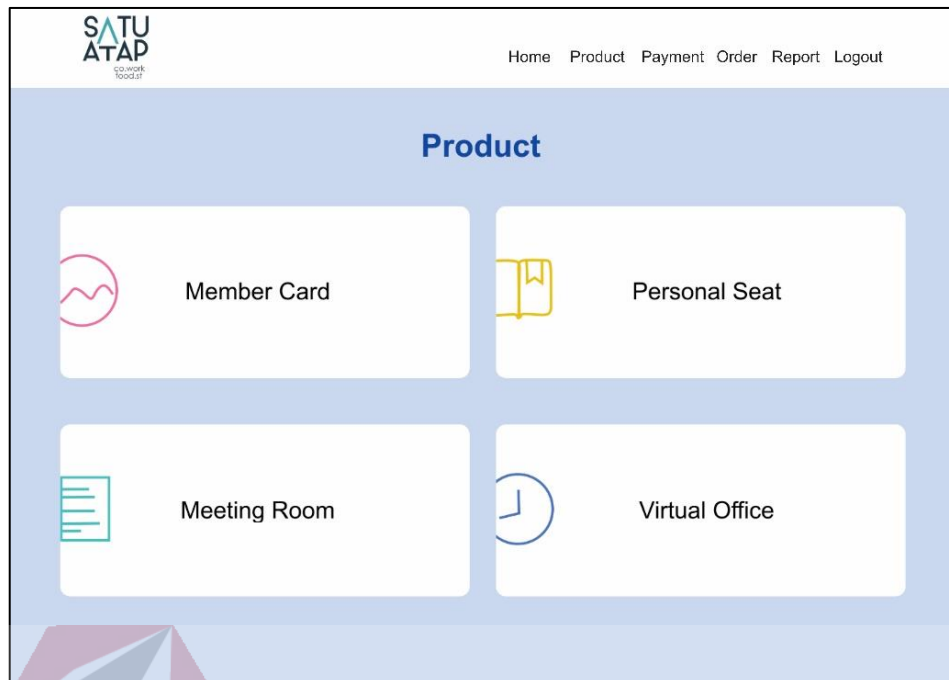 SATU
ATAP
co.work
food.st
Home Product Payment Order Report Logout
Product
Member Card
Personal Seat
Meeting Room
Virtual Office